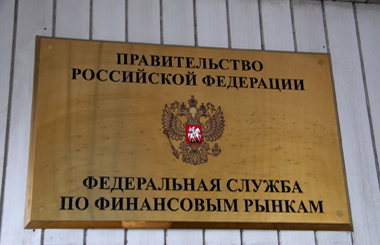 ПРАВИТЕЛЬСТВО
РОССИЙСКОЙ ФЕДЕРАЦИИ
ФЕДЕРАЛЬНАЯ СЛУЖБА
ПО ФИНАНСОВЫМ РЫНКАМ